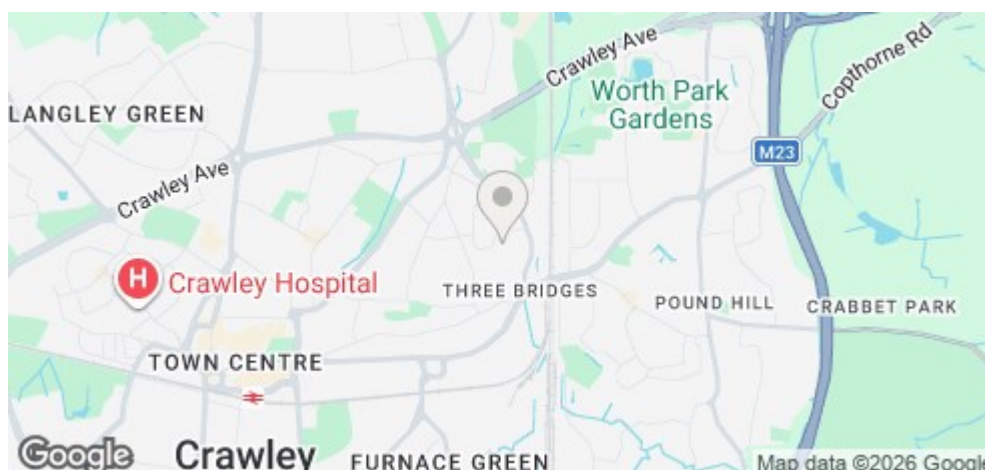 Crawley Ave
Copthorne Rd
Worth Park
Gardens
LANGLEY GREEN
M23
Crawley Ave
H
Crawley Hospital
THREE BRIDGES
POUND HILL
CRABBET PARK
TOWN CENTRE
Google
Crawley
FURNACE GREEN
Map data ©2026 Google